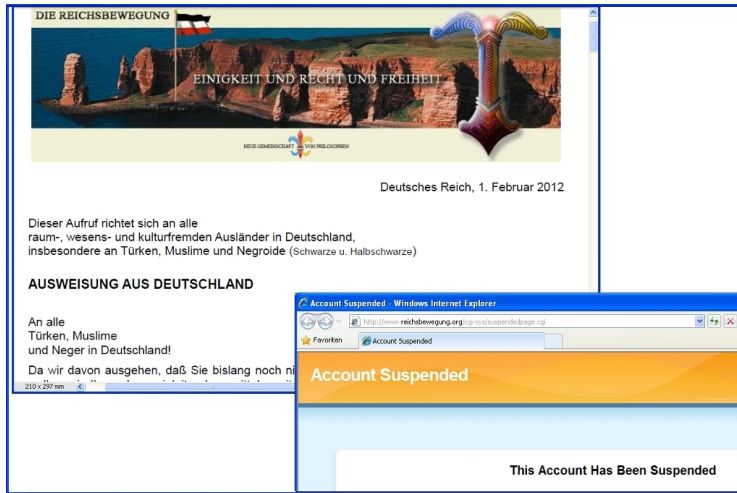 DIE REICHSBEWEGUNG
EINIGKEIT UND RECHT UND FREIHEIT
NEUE GEMEINSCHAFT VON PHILOSOPHEN
Deutsches Reich, 1. Februar 2012
Dieser Aufruf richtet sich an alle
raum-, wesens- und kulturfremden Ausländer in Deutschland,
insbesondere an Türken, Muslime und Negroide (Schwarze u. Halbschwarze)
AUSWEISUNG AUS DEUTSCHLAND
An alle
Türken, Muslime
und Neger in Deutschland!
Da wir davon ausgehen, daß Sie bislang noch
210 x 297 mm
Account Suspended - Windows Internet Explorer
http://www.reichsbewegung.org/cgi-sys/suspendedpage.cgi
Favoriten
Account Suspended
Account Suspended
This Account Has Been Suspended